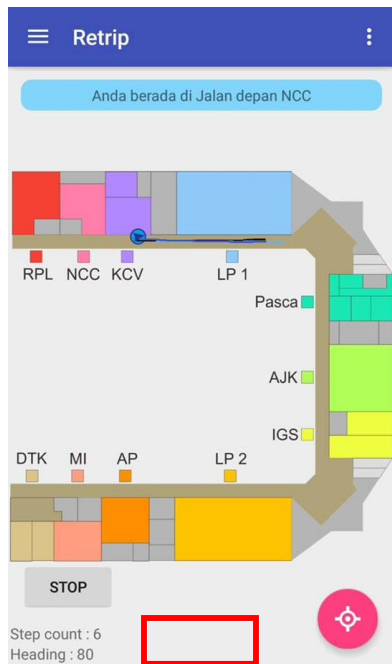 Retrip
Anda berada di Jalan depan NCC
RPL NCC KCV LP 1
Pasca
AJK
IGS
DTK MI AP LP 2
STOP
Step count : 6
Heading : 80